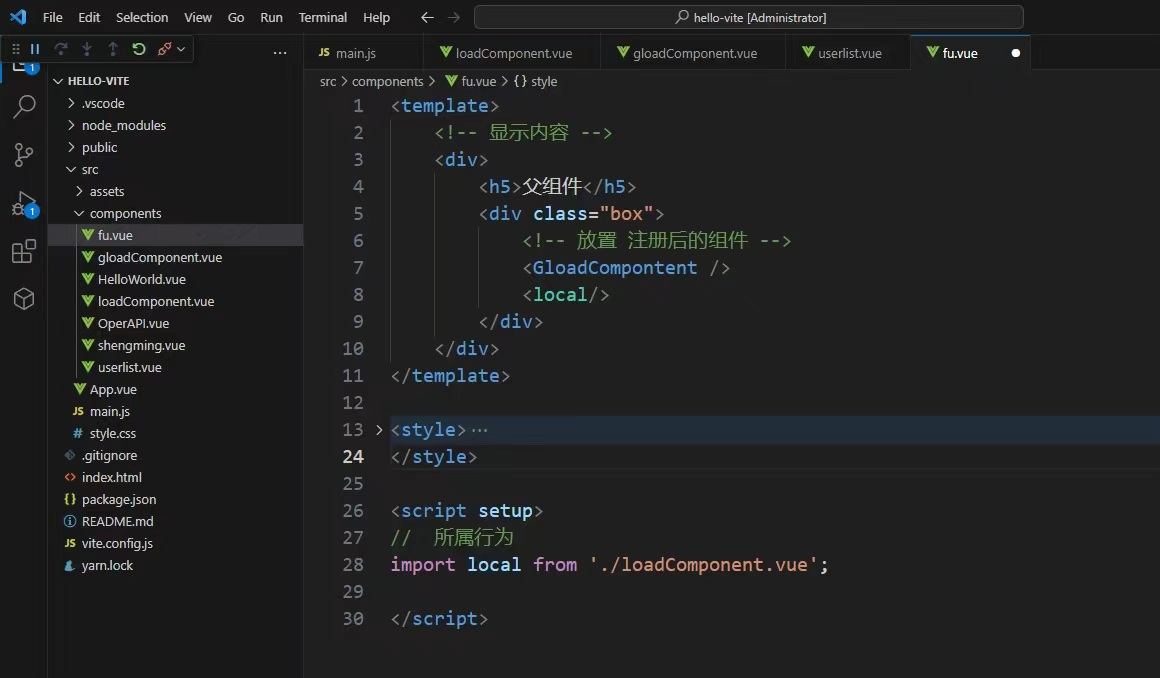 File Edit Selection View Go Run Terminal Help
hello-vite [Administrator]
JS main.js
loadComponent.vue
gloadComponent.vue
userlist.vue
fu.vue
1
1
HELLO-VITE
.vscode
node_modules
public
src
assets
components
fu.vue
gloadComponent.vue
HelloWorld.vue
loadComponent.vue
OperAPI.vue
shengming.vue
userlist.vue
App.vue
JS main.js
# style.css
.gitignore
<> index.html
{} package.json
README.md
JS vite.config.js
yarn.lock
src > components > fu.vue > {} style
1 <template>
2 <!-- 显示内容 -->
3 <div>
4 <h5>父组件</h5>
5 <div class="box">
6 <!-- 放置 注册后的组件 -->
7 <GloadCompontent />
8 <local/>
9 </div>
10 </div>
11 </template>
12
13 > <style>···
24 </style>
25
26 <script setup>
27 // 所属行为
28 import local from './loadComponent.vue';
29
30 </script>